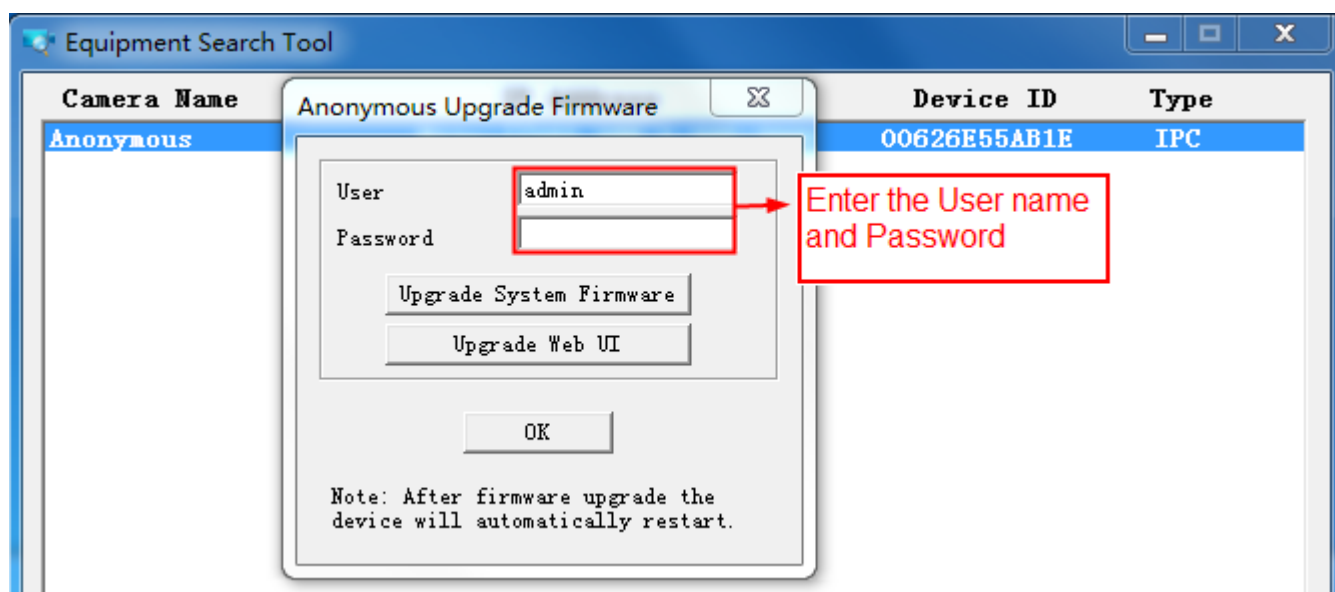 Equipment Search Tool
Camera Name Device ID Type
Anonymous Upgrade Firmware
Anonymous 00626E55AB1E IPC
User admin
Enter the User name
and Password
Password
Upgrade System Firmware
Upgrade Web UI
OK
Note: After firmware upgrade the
device will automatically restart.